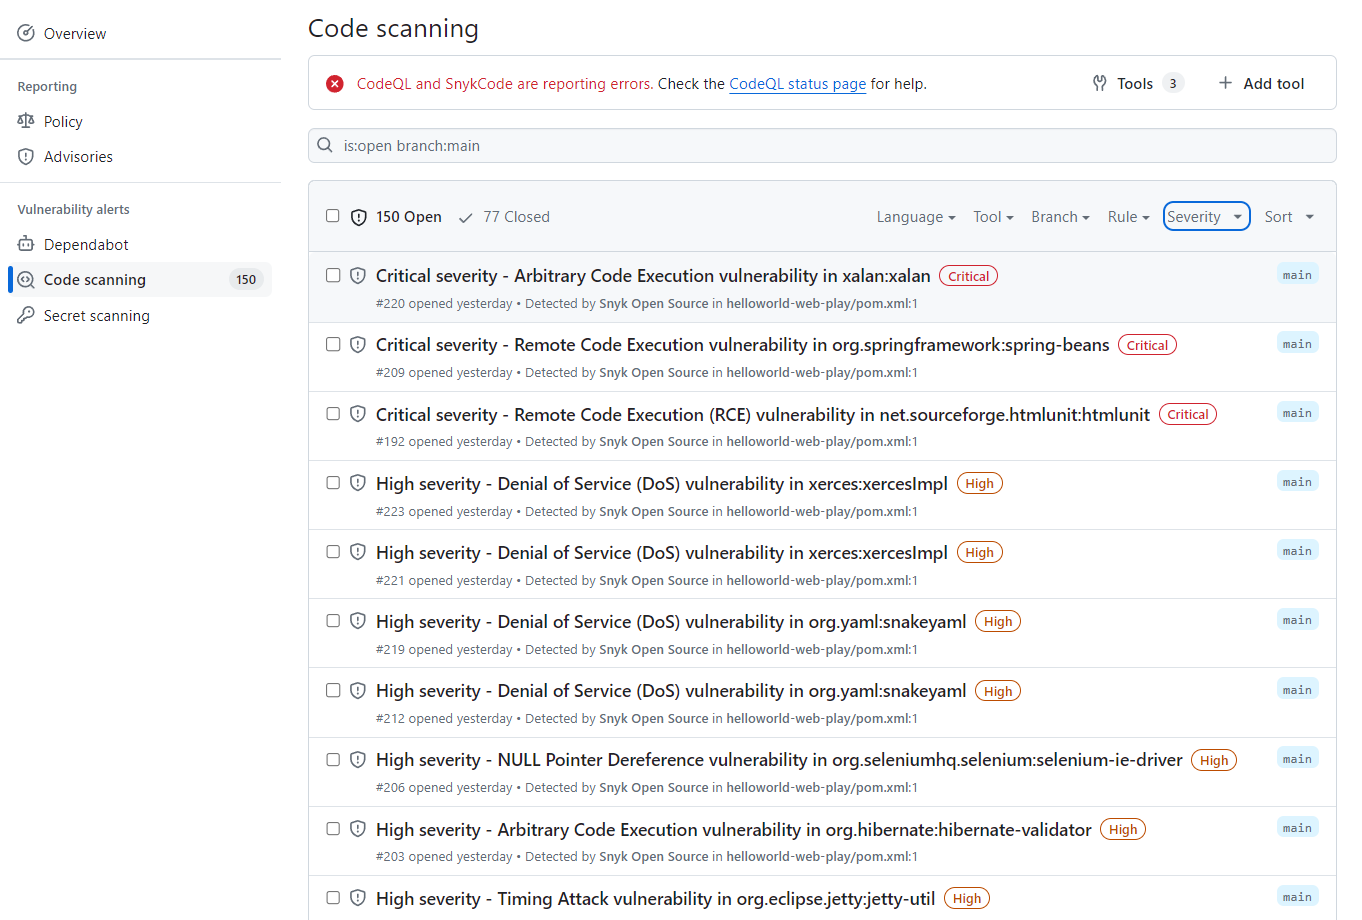 Overview
Reporting
Policy
Advisories
Vulnerability alerts
Dependabot
Code scanning 150
Secret scanning
Code scanning
CodeQL and SnykCode are reporting errors. Check the CodeQL status page for help.
Tools 3
Add tool
is:open branch:main
150 Open 77 Closed Language Tool Branch Rule Severity Sort
Critical severity - Arbitrary Code Execution vulnerability in xalan:xalan Critical main
#220 opened yesterday • Detected by Snyk Open Source in helloworld-web-play/pom.xml:1
Critical severity - Remote Code Execution vulnerability in org.springframework:spring-beans Critical main
#209 opened yesterday • Detected by Snyk Open Source in helloworld-web-play/pom.xml:1
Critical severity - Remote Code Execution (RCE) vulnerability in net.sourceforge.htmlunit:htmlunit Critical main
#192 opened yesterday • Detected by Snyk Open Source in helloworld-web-play/pom.xml:1
High severity - Denial of Service (DoS) vulnerability in xerces:xercesImpl High main
#223 opened yesterday • Detected by Snyk Open Source in helloworld-web-play/pom.xml:1
High severity - Denial of Service (DoS) vulnerability in xerces:xercesImpl High main
#221 opened yesterday • Detected by Snyk Open Source in helloworld-web-play/pom.xml:1
High severity - Denial of Service (DoS) vulnerability in org.yaml:snakeyaml High main
#219 opened yesterday • Detected by Snyk Open Source in helloworld-web-play/pom.xml:1
High severity - Denial of Service (DoS) vulnerability in org.yaml:snakeyaml High main
#212 opened yesterday • Detected by Snyk Open Source in helloworld-web-play/pom.xml:1
High severity - NULL Pointer Dereference vulnerability in org.seleniumhq.selenium:selenium-ie-driver High main
#206 opened yesterday • Detected by Snyk Open Source in helloworld-web-play/pom.xml:1
High severity - Arbitrary Code Execution vulnerability in org.hibernate:hibernate-validator High main
#203 opened yesterday • Detected by Snyk Open Source in helloworld-web-play/pom.xml:1
High severity - Timing Attack vulnerability in org.eclipse.jetty:jetty-util High main